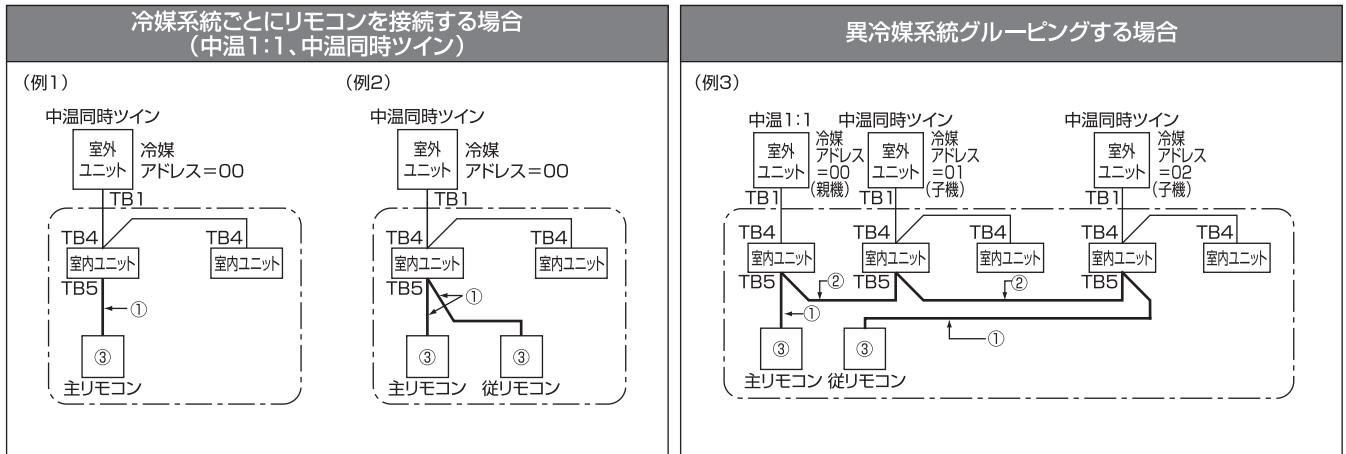 冷媒系統ごとにリモコンを接続する場合
(中温1:1、中温同時ツイン)
(例1)
中温同時ツイン
室外
ユニット
冷媒
アドレス=00
TB1
TB4
室内ユニット
TB4
室内ユニット
TB5
①
③
主リモコン
(例2)
中温同時ツイン
室外
ユニット
冷媒
アドレス=00
TB1
TB4
室内ユニット
TB4
室内ユニット
TB5
①
③
主リモコン
③
従リモコン
異冷媒系統グルーピングする場合
(例3)
中温1:1
室外
ユニット
冷媒
アドレス
=00
(親機)
TB1
中温同時ツイン
室外
ユニット
冷媒
アドレス
=01
(子機)
TB1
中温同時ツイン
室外
ユニット
冷媒
アドレス
=02
(子機)
TB1
TB4
室内ユニット
TB5
TB4
室内ユニット
TB5
TB4
室内ユニット
TB4
室内ユニット
TB5
TB4
室内ユニット
②
②
①
①
③
主リモコン
③
従リモコン